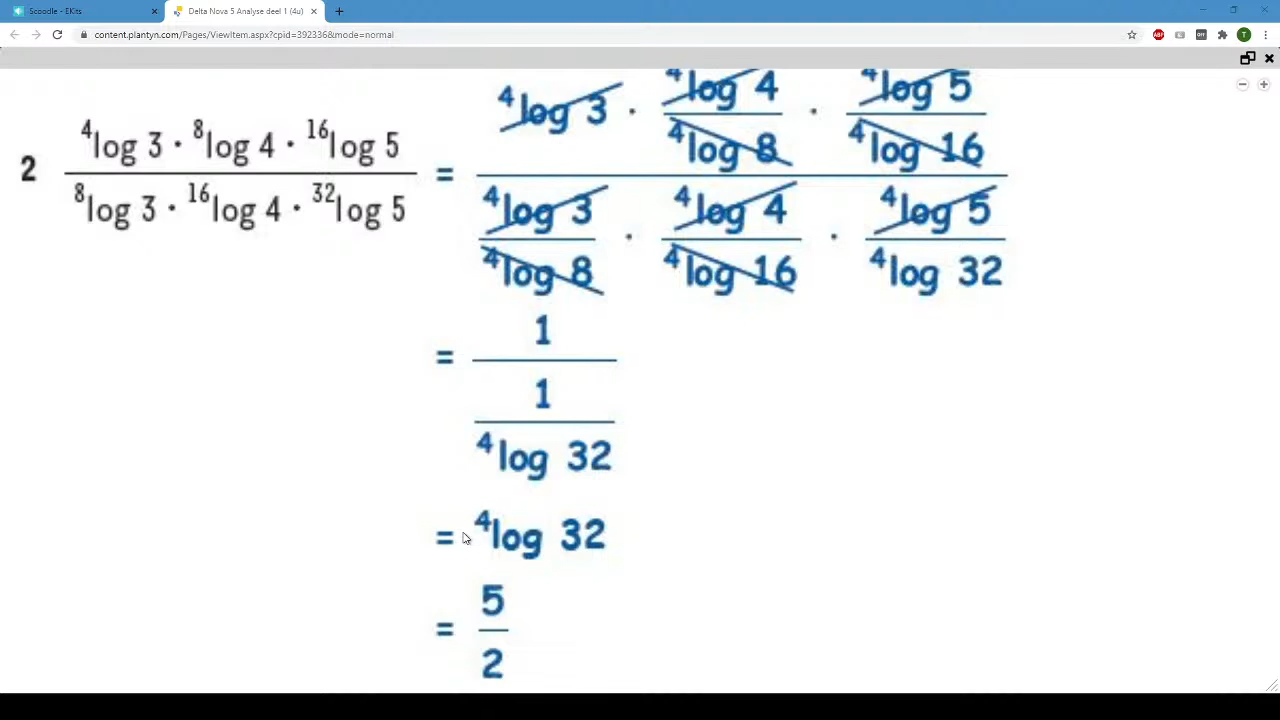 Scoodle - EKits
Delta Nova 5 Analyse deel 1 (4u)
content.plantyn.com/Pages/ViewItem.aspx?cpid=392336&mode=normal
ABP
T
2 ⁴log 3 · ⁸log 4 · ¹⁶log 5 = ⁴log 3 · ⁴log 4 · ⁴log 5
⁴log 8 ⁴log 16
⁸log 3 · ¹⁶log 4 · ³²log 5 ⁴log 3 · ⁴log 4 · ⁴log 5
⁴log 8 ⁴log 16 ⁴log 32
= 1
1
⁴log 32
= ⁴log 32
= 5
2